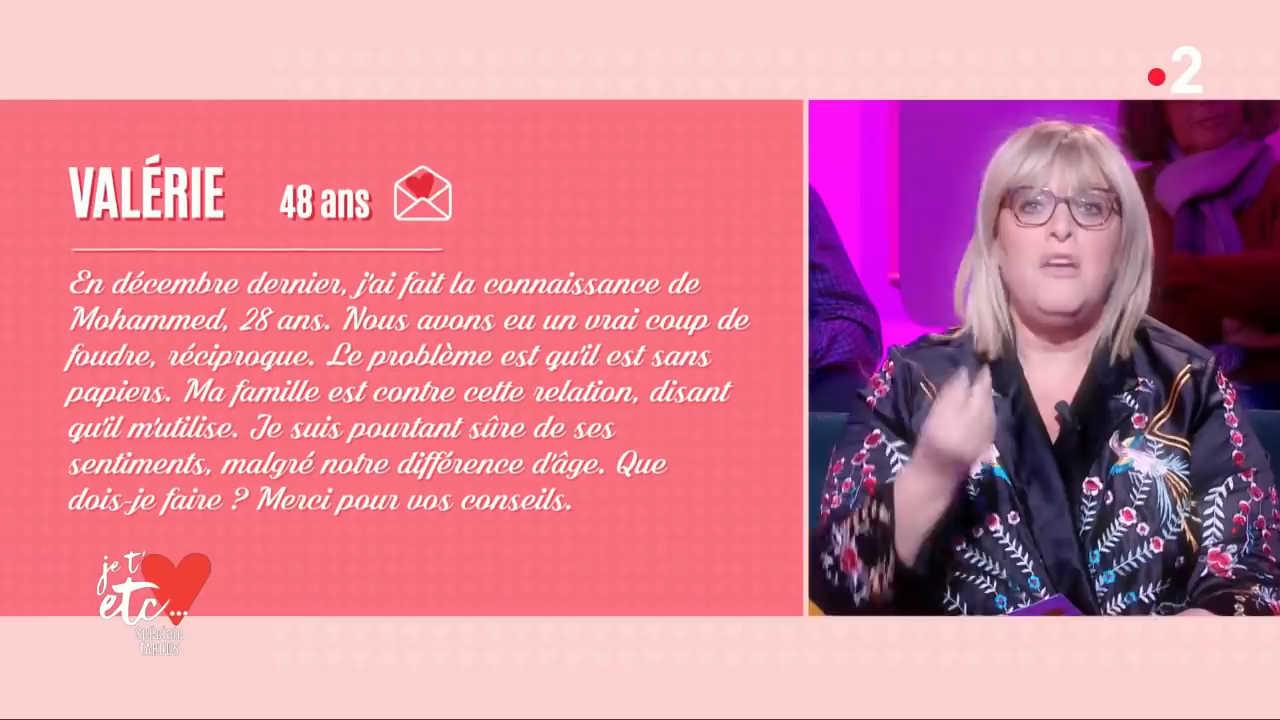 2
VALÉRIE 48 ans
En décembre dernier, j'ai fait la connaissance de
Mohammed, 28 ans. Nous avons eu un vrai coup de
foudre, réciproque. Le problème est qu'il est sans
papiers. Ma famille est contre cette relation, disant
qu'il m'utilise. Je suis pourtant sûre de ses
sentiments, malgré notre différence d'âge. Que
dois-je faire ? Merci pour vos conseils.
je t'
etc...
Spéciale
TABOUS